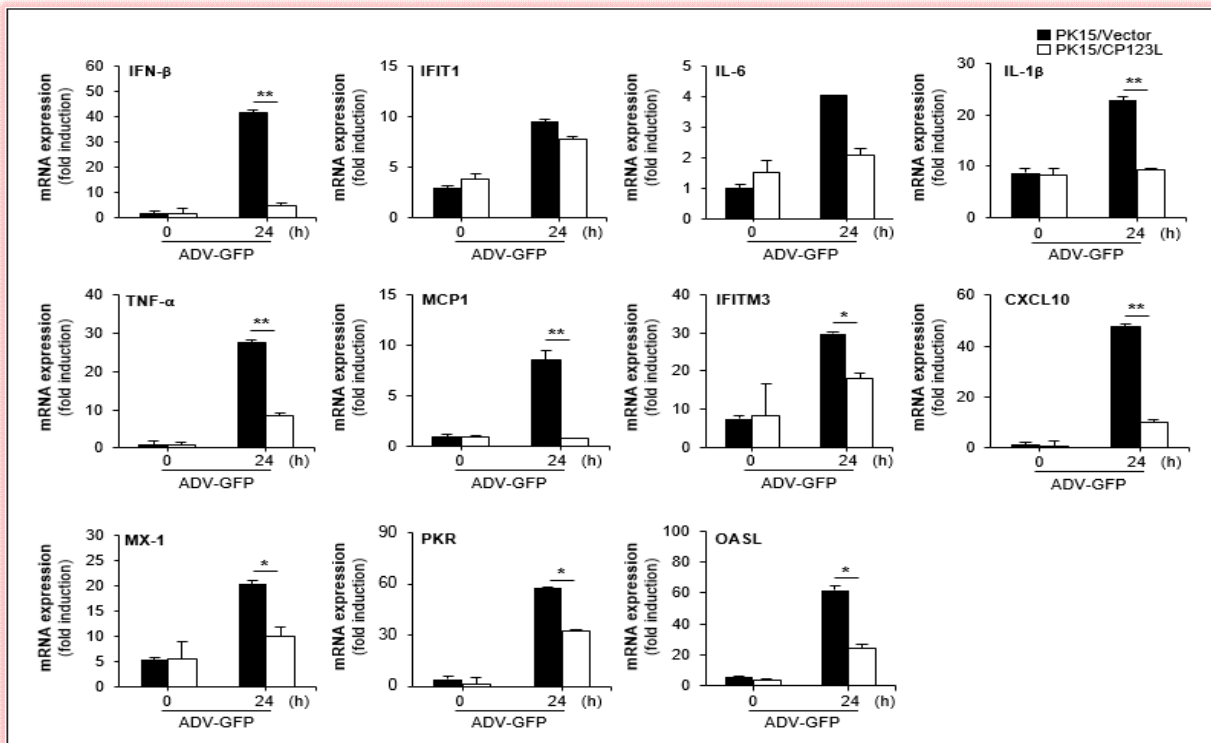 PK15/Vector
PK15/CP123L
IFN-β
mRNA expression
(fold induction)
60
50
40
30
20
10
0
**
0 24 (h)
ADV-GFP
IFIT1
mRNA expression
(fold induction)
15
10
5
0
0 24 (h)
ADV-GFP
IL-6
mRNA expression
(fold induction)
5
4
3
2
1
0
0 24 (h)
ADV-GFP
IL-1β
mRNA expression
(fold induction)
30
20
10
0
**
0 24 (h)
ADV-GFP
TNF-α
mRNA expression
(fold induction)
40
30
20
10
0
**
0 24 (h)
ADV-GFP
MCP1
mRNA expression
(fold induction)
15
10
5
0
**
0 24 (h)
ADV-GFP
IFITM3
mRNA expression
(fold induction)
40
30
20
10
0
*
0 24 (h)
ADV-GFP
CXCL10
mRNA expression
(fold induction)
60
40
20
0
**
0 24 (h)
ADV-GFP
MX-1
mRNA expression
(fold induction)
30
25
20
15
10
5
0
*
0 24 (h)
ADV-GFP
PKR
mRNA expression
(fold induction)
90
60
30
0
*
0 24 (h)
ADV-GFP
OASL
mRNA expression
(fold induction)
100
80
60
40
20
0
*
0 24 (h)
ADV-GFP